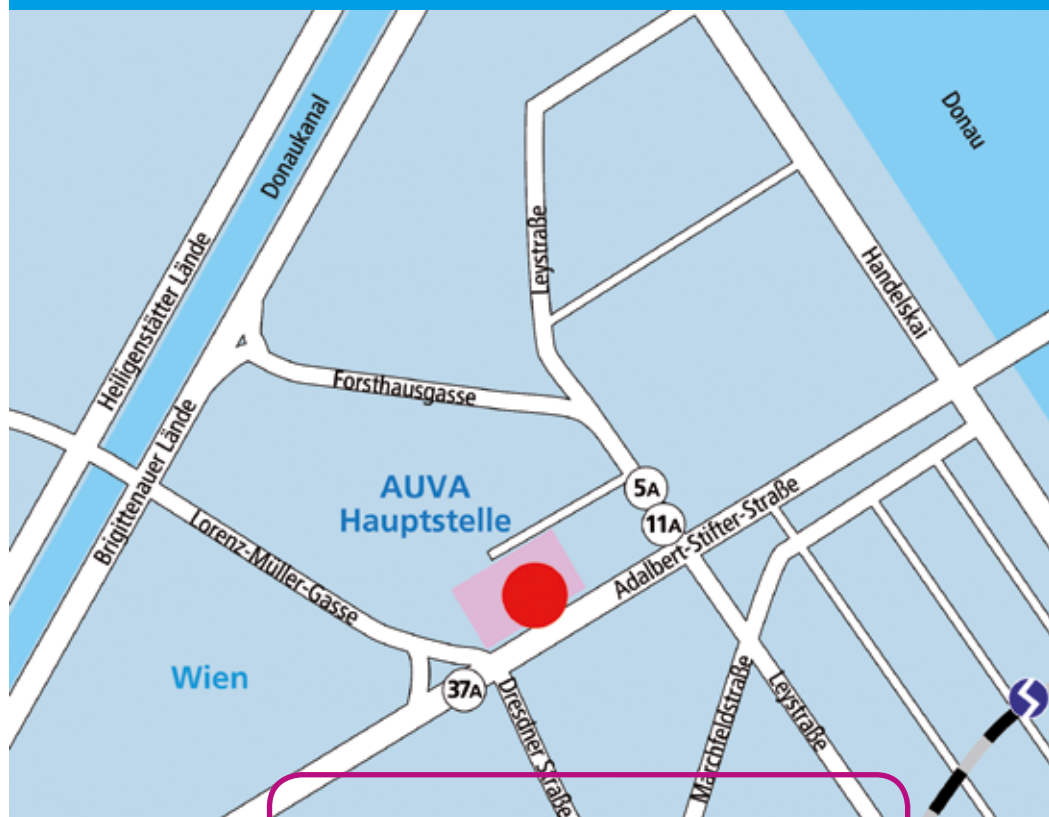 Donaukanal
Donau
Heiligenstätter Lände
Leystraße
Handelskai
Forsthausgasse
Brigittenauer Lände
AUVA
Hauptstelle
5A
11A
Adalbert-Stifter-Straße
Lorenz-Müller-Gasse
Wien
37A
Dresdner Straße
Marchfeldstraße
Leystraße